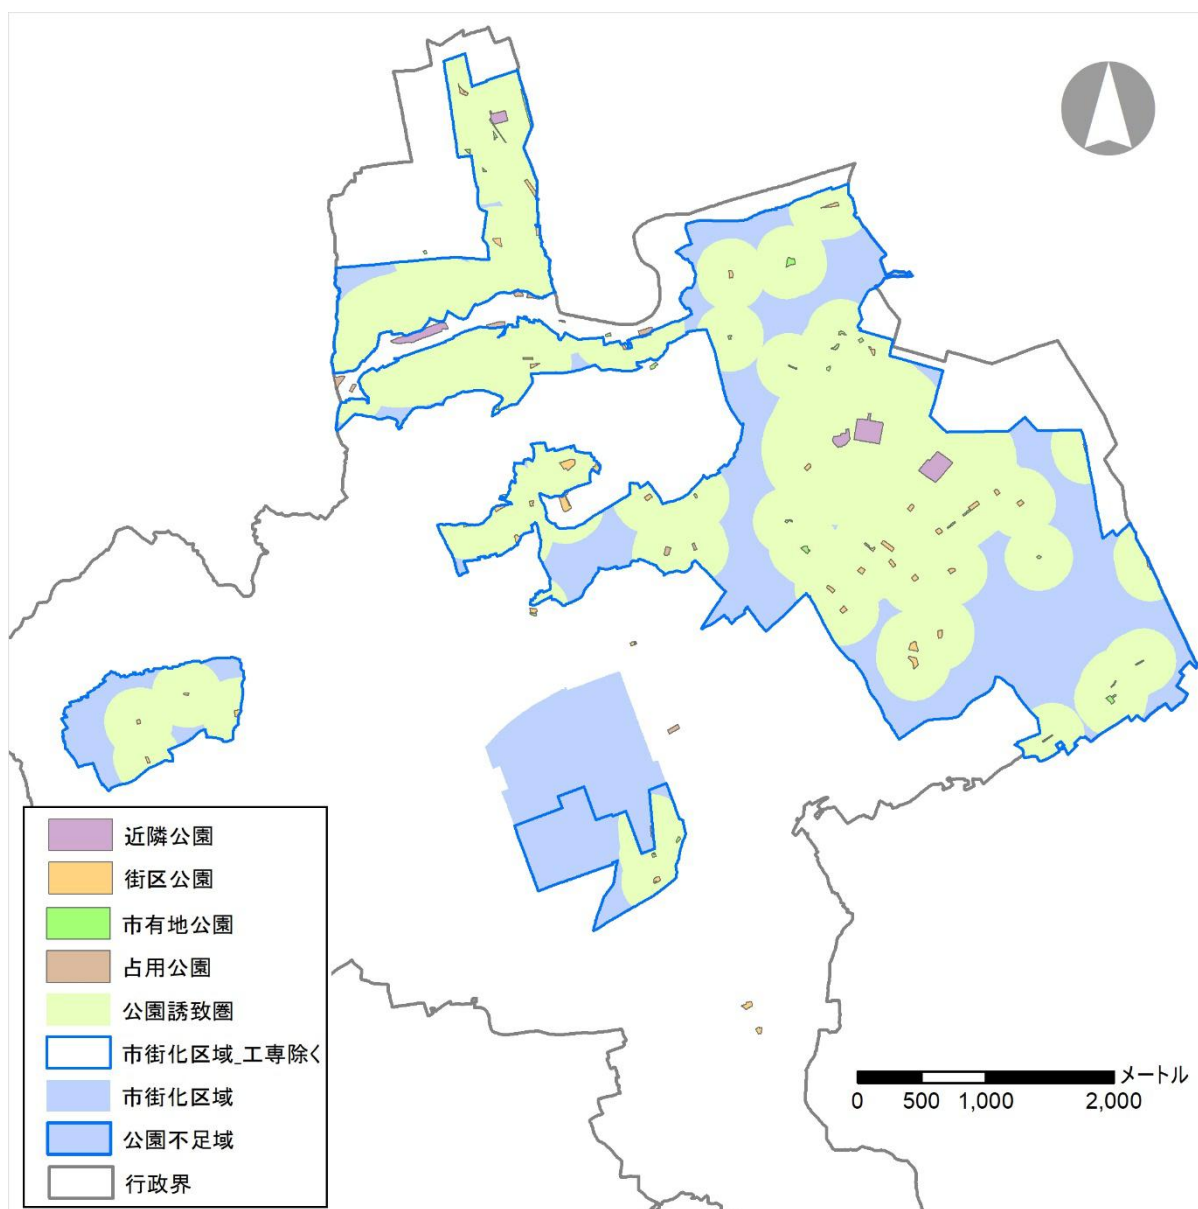 近隣公園
街区公園
市有地公園
占用公園
公園誘致圏
市街化区域_工専除く
市街化区域
公園不足域
行政界
メートル
0 500 1,000 2,000